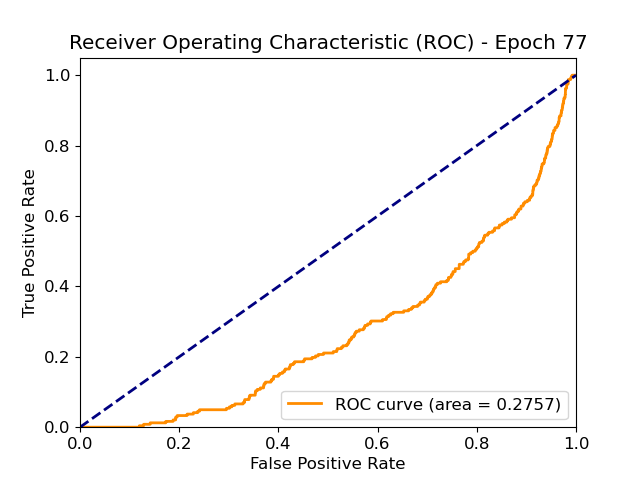 Receiver Operating Characteristic (ROC) - Epoch 77
True Positive Rate
1.0
0.8
0.6
0.4
0.2
0.0
ROC curve (area = 0.2757)
0.0 0.2 0.4 0.6 0.8 1.0
False Positive Rate